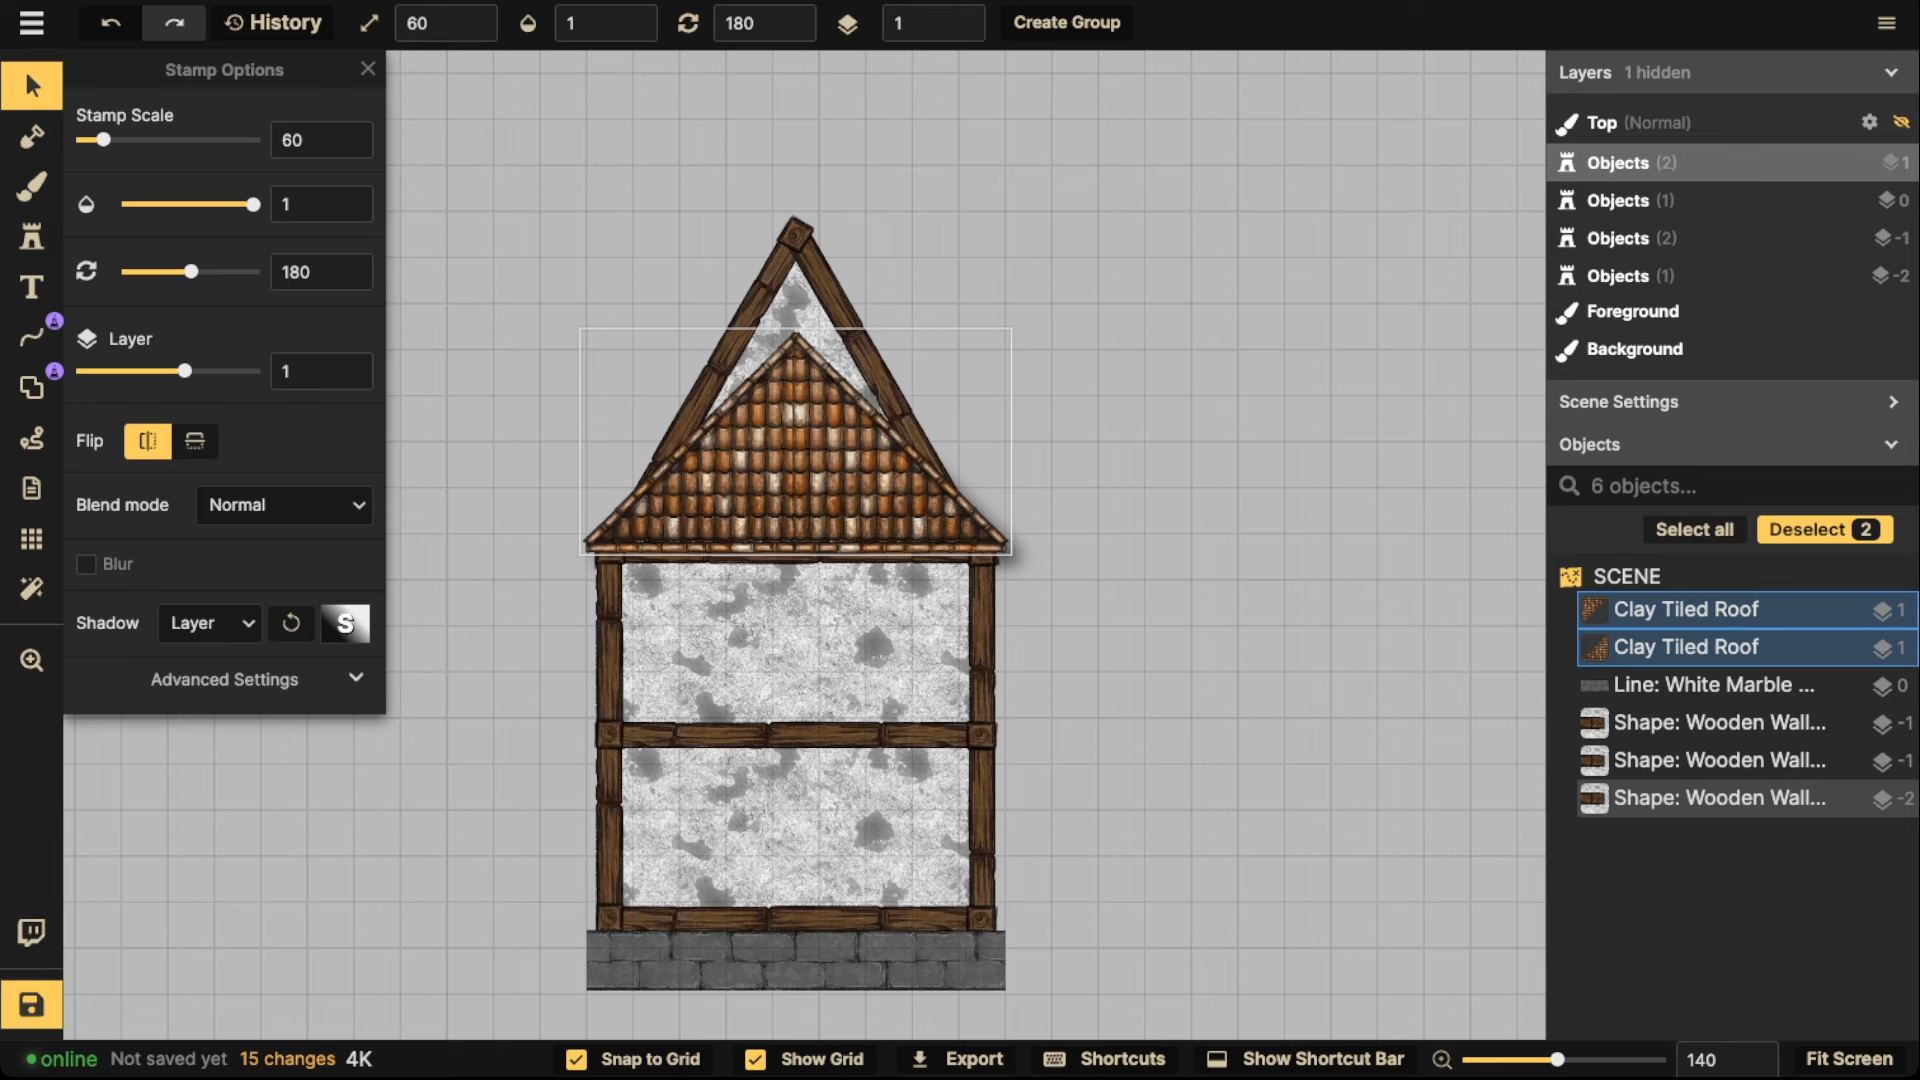 History
60
1
180
1
Create Group
Stamp Options
Stamp Scale
60
1
180
Layer
1
Flip
Blend mode
Normal
Blur
Shadow
Layer
S
Advanced Settings
T
Layers 1 hidden
Top (Normal)
Objects (2) 1
Objects (1) 0
Objects (2) -1
Objects (1) -2
Foreground
Background
Scene Settings
Objects
6 objects...
Select all
Deselect 2
SCENE
Clay Tiled Roof 1
Clay Tiled Roof 1
Line: White Marble ... 0
Shape: Wooden Wall... -1
Shape: Wooden Wall... -1
Shape: Wooden Wall... -2
online Not saved yet 15 changes 4K
Snap to Grid
Show Grid
Export
Shortcuts
Show Shortcut Bar
140
Fit Screen